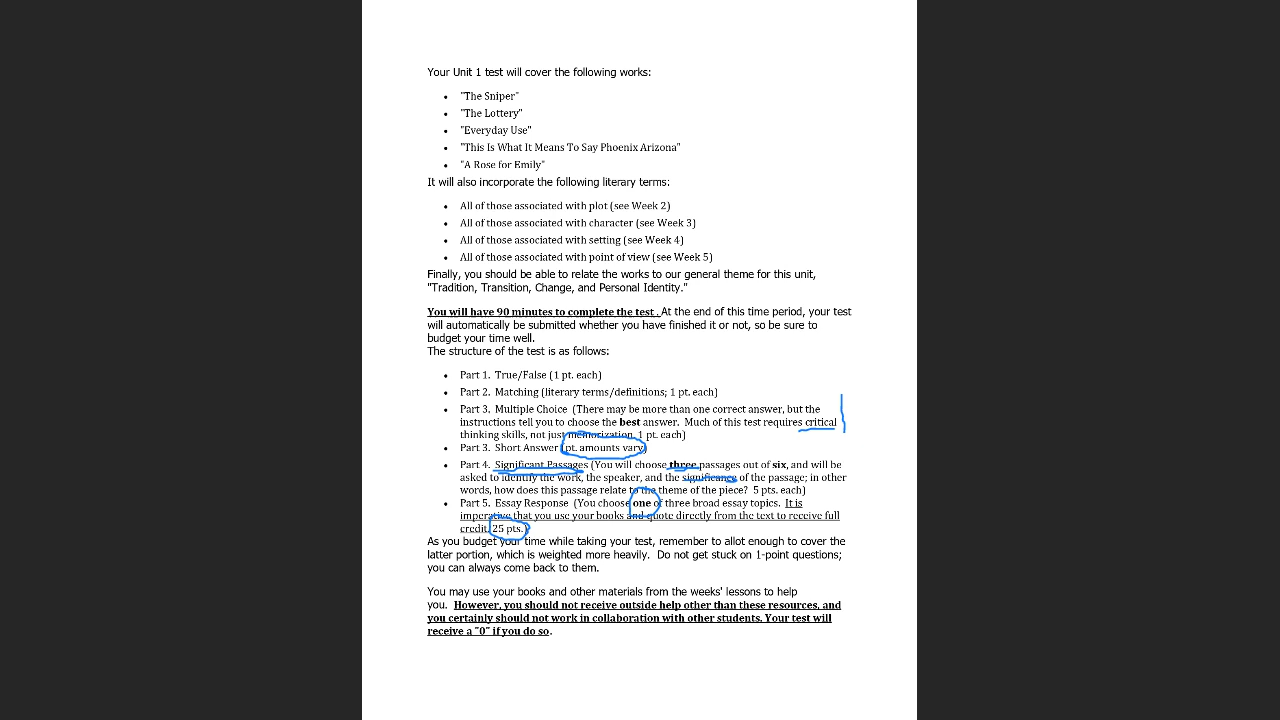 Your Unit 1 test will cover the following works:
• "The Sniper"
• "The Lottery"
• "Everyday Use"
• "This Is What It Means To Say Phoenix Arizona"
• "A Rose for Emily"
It will also incorporate the following literary terms:
• All of those associated with plot (see Week 2)
• All of those associated with character (see Week 3)
• All of those associated with setting (see Week 4)
• All of those associated with point of view (see Week 5)
Finally, you should be able to relate the works to our general theme for this unit,
"Tradition, Transition, Change, and Personal Identity."
You will have 90 minutes to complete the test. At the end of this time period, your test
will automatically be submitted whether you have finished it or not, so be sure to
budget your time well.
The structure of the test is as follows:
• Part 1. True/False (1 pt. each)
• Part 2. Matching (literary terms/definitions; 1 pt. each)
• Part 3. Multiple Choice (There may be more than one correct answer, but the
instructions tell you to choose the best answer. Much of this test requires critical
thinking skills, not just memorization. 1 pt. each)
• Part 3. Short Answer (pt. amounts vary)
• Part 4. Significant Passages (You will choose three passages out of six, and will be
asked to identify the work, the speaker, and the significance of the passage; in other
words, how does this passage relate to the theme of the piece? 5 pts. each)
• Part 5. Essay Response (You choose one of three broad essay topics. It is
imperative that you use your books and quote directly from the text to receive full
credit. 25 pts.)
As you budget your time while taking your test, remember to allot enough to cover the
latter portion, which is weighted more heavily. Do not get stuck on 1-point questions;
you can always come back to them.
You may use your books and other materials from the weeks' lessons to help
you. However, you should not receive outside help other than these resources, and
you certainly should not work in collaboration with other students. Your test will
receive a "0" if you do so.